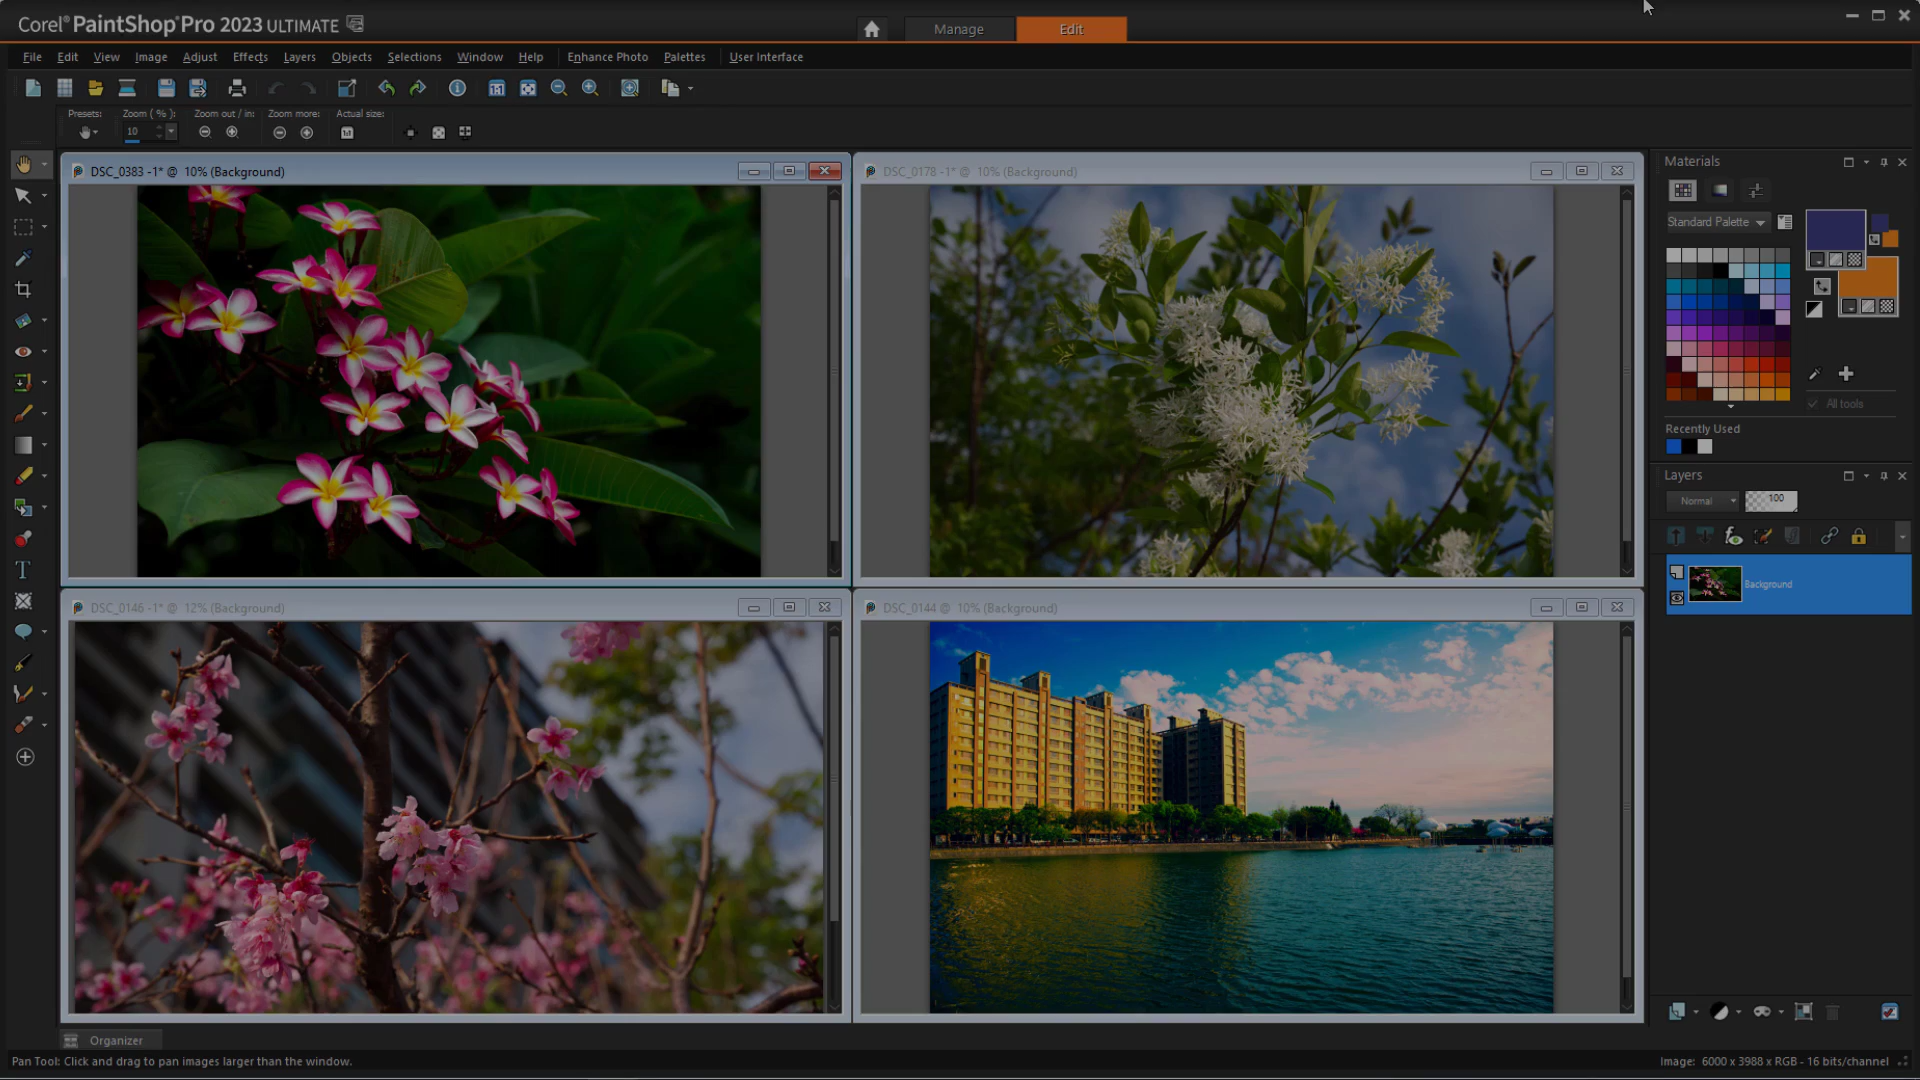 Corel® PaintShop® Pro 2023 ULTIMATE
Manage
Edit
File Edit View Image Adjust Effects Layers Objects Selections Window Help Enhance Photo Palettes User Interface
1:1
Presets: Zoom ( % ): Zoom out / in: Zoom more: Actual size:
10
DSC_0383 -1* @ 10% (Background)
DSC_0178 -1* @ 10% (Background)
Materials
Standard Palette
All tools
Recently Used
Layers
Normal
100
Background
DSC_0146 -1* @ 12% (Background)
DSC_0144 @ 10% (Background)
Organizer
Pan Tool: Click and drag to pan images larger than the window.
Image: 6000 x 3988 x RGB - 16 bits/channel